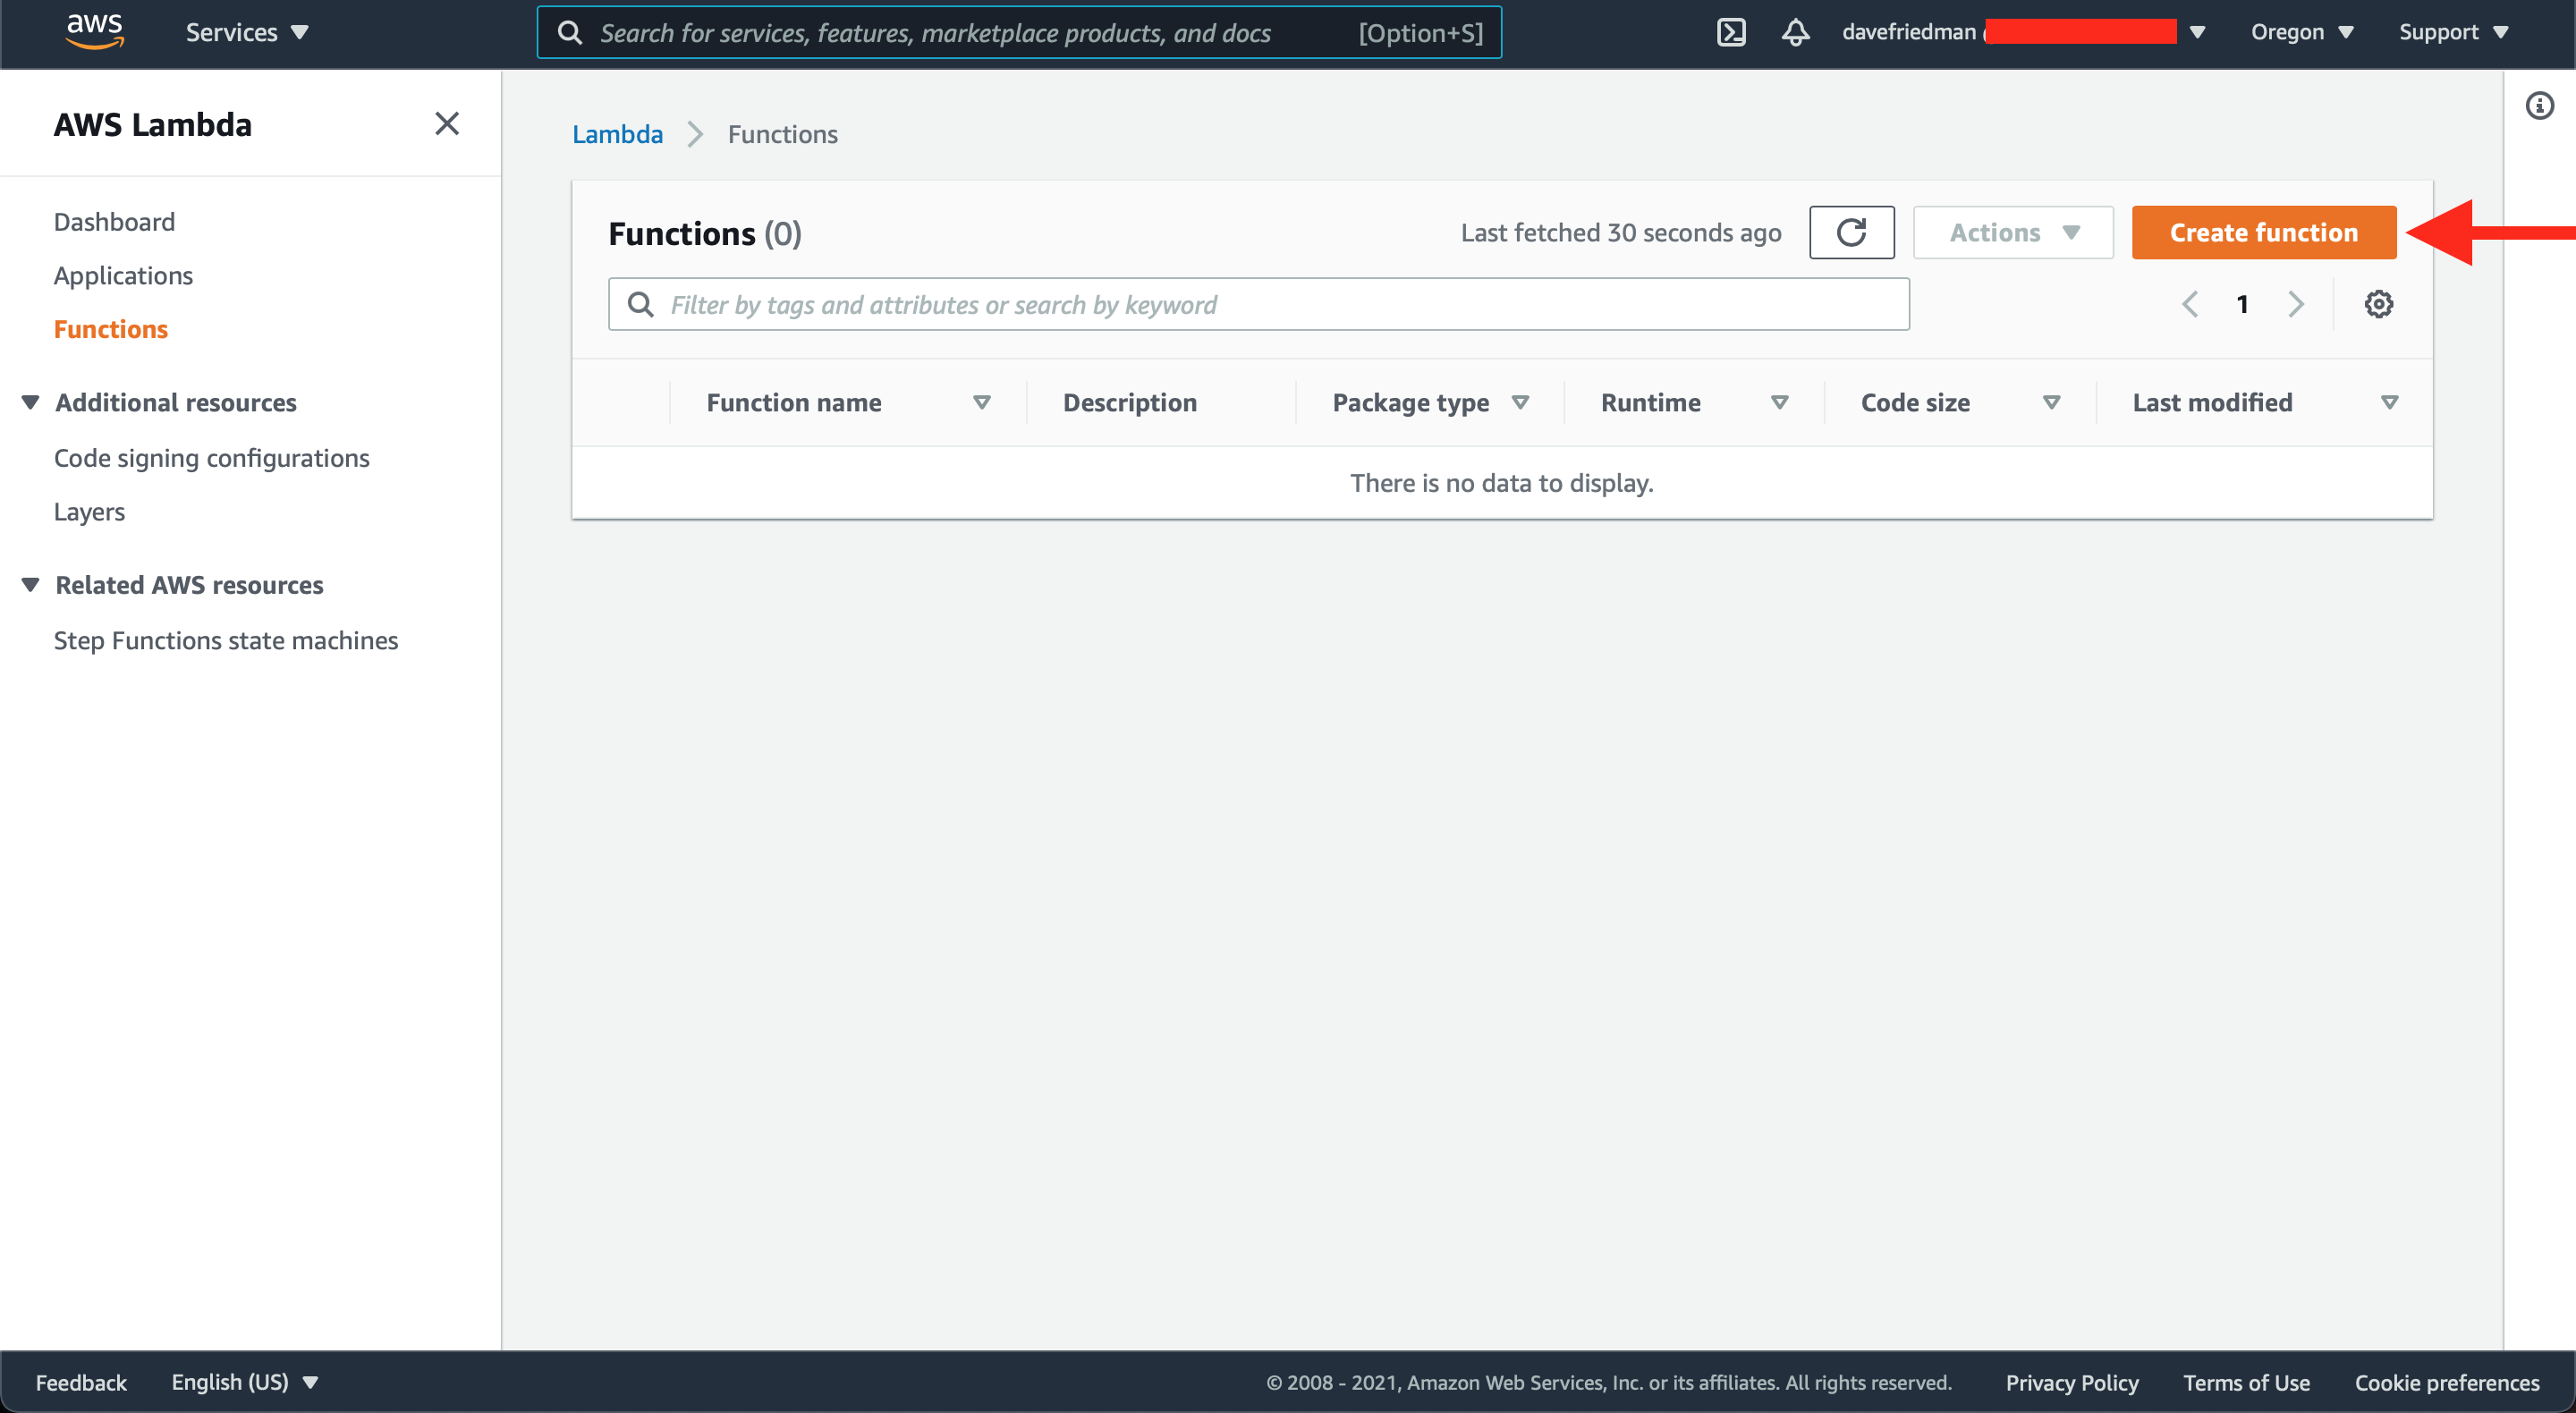 aws
Services
Search for services, features, marketplace products, and docs [Option+S]
davefriedman
Oregon
Support
AWS Lambda
Dashboard
Applications
Functions
Additional resources
Code signing configurations
Layers
Related AWS resources
Step Functions state machines
Lambda > Functions
Functions (0)
Last fetched 30 seconds ago
Actions
Create function
Filter by tags and attributes or search by keyword
1
Function name Description Package type Runtime Code size Last modified
There is no data to display.
Feedback English (US) © 2008 - 2021, Amazon Web Services, Inc. or its affiliates. All rights reserved. Privacy Policy Terms of Use Cookie preferences